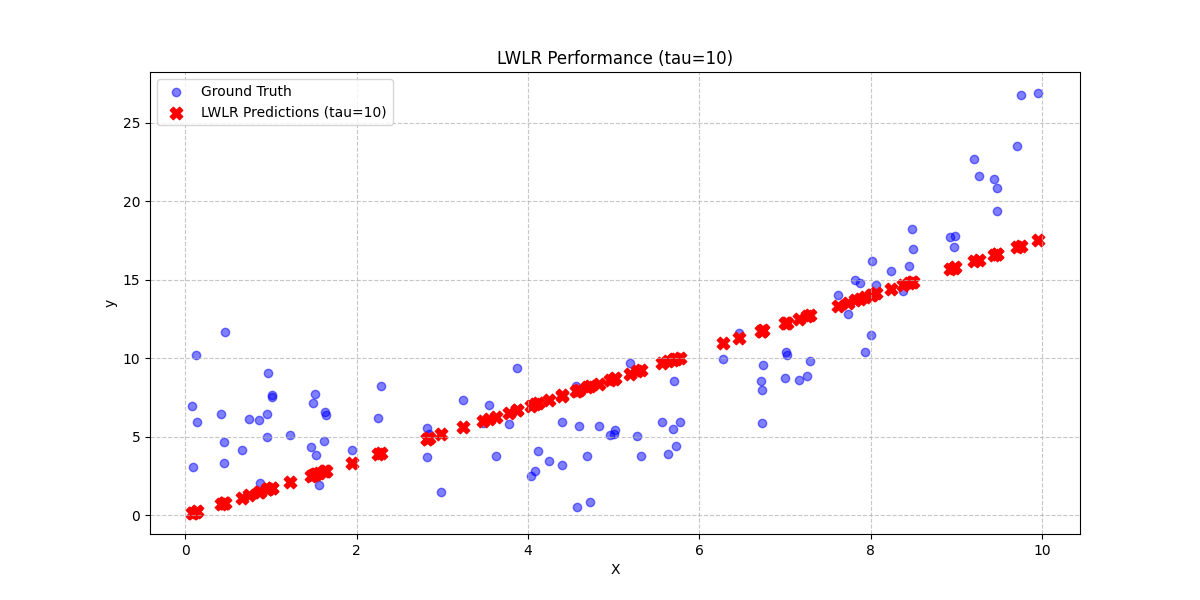 LWLR Performance (tau=10)
Ground Truth
LWLR Predictions (tau=10)
25
20
15
10
5
0
y
0 2 4 6 8 10
X